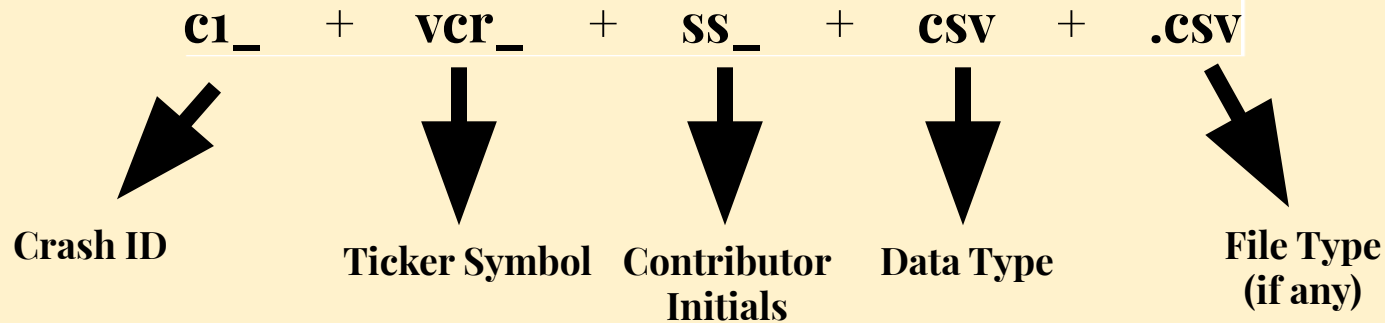 c1_ + vcr_ + ss_ + csv + .csv
Crash ID
Ticker Symbol
Contributor
Initials
Data Type
File Type
(if any)